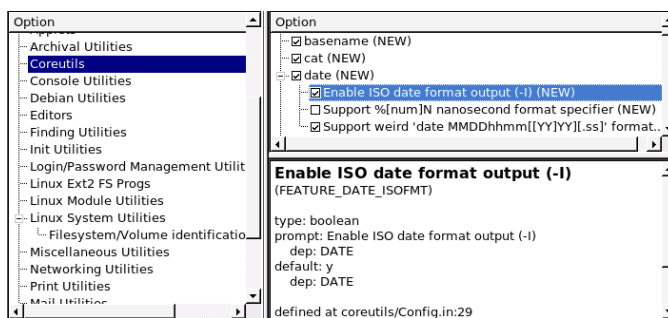 Option
Applets
Archival Utilities
Coreutils
Console Utilities
Debian Utilities
Editors
Finding Utilities
Init Utilities
Login/Password Management Utilit
Linux Ext2 FS Progs
Linux Module Utilities
Linux System Utilities
Filesystem/Volume identificatio
Miscellaneous Utilities
Networking Utilities
Print Utilities
Mail Utilities
Option
basename (NEW)
cat (NEW)
date (NEW)
Enable ISO date format output (-I) (NEW)
Support %[num]N nanosecond format specifier (NEW)
Support weird 'date MMDDhhmm[[YY]YY][.ss]' format..
Enable ISO date format output (-I)
(FEATURE_DATE_ISOFMT)
type: boolean
prompt: Enable ISO date format output (-I)
dep: DATE
default: y
dep: DATE
defined at coreutils/Config.in:29